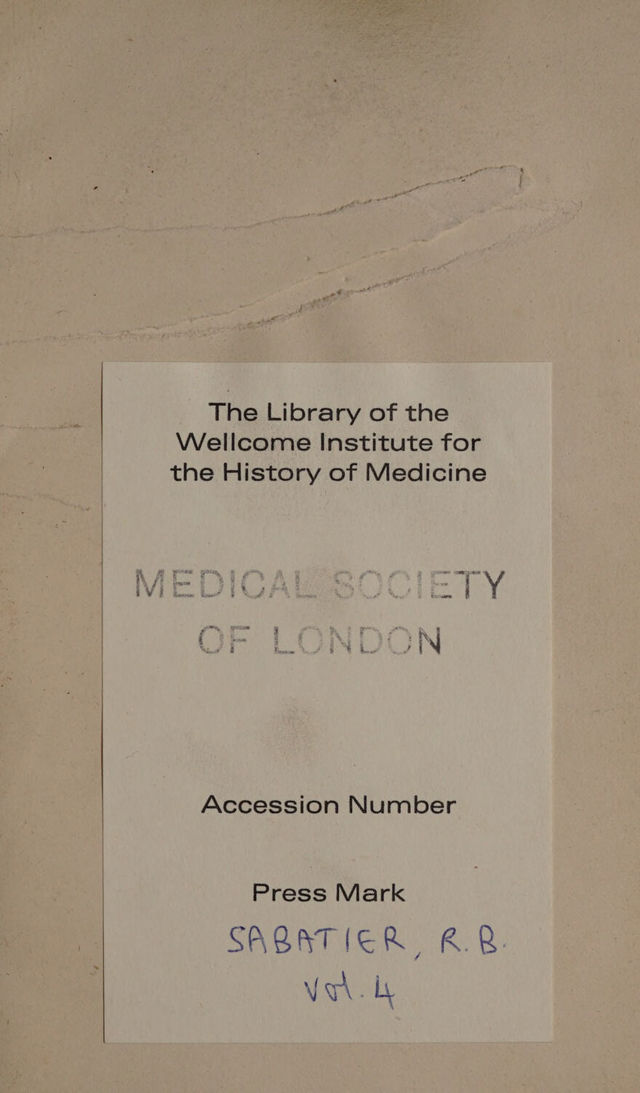 The Library of the
Wellcome Institute for
the History of Medicine
MEDICAL SOCIETY
OF LONDON
Accession Number
Press Mark
SABATIER, R.B.
Vol. 4